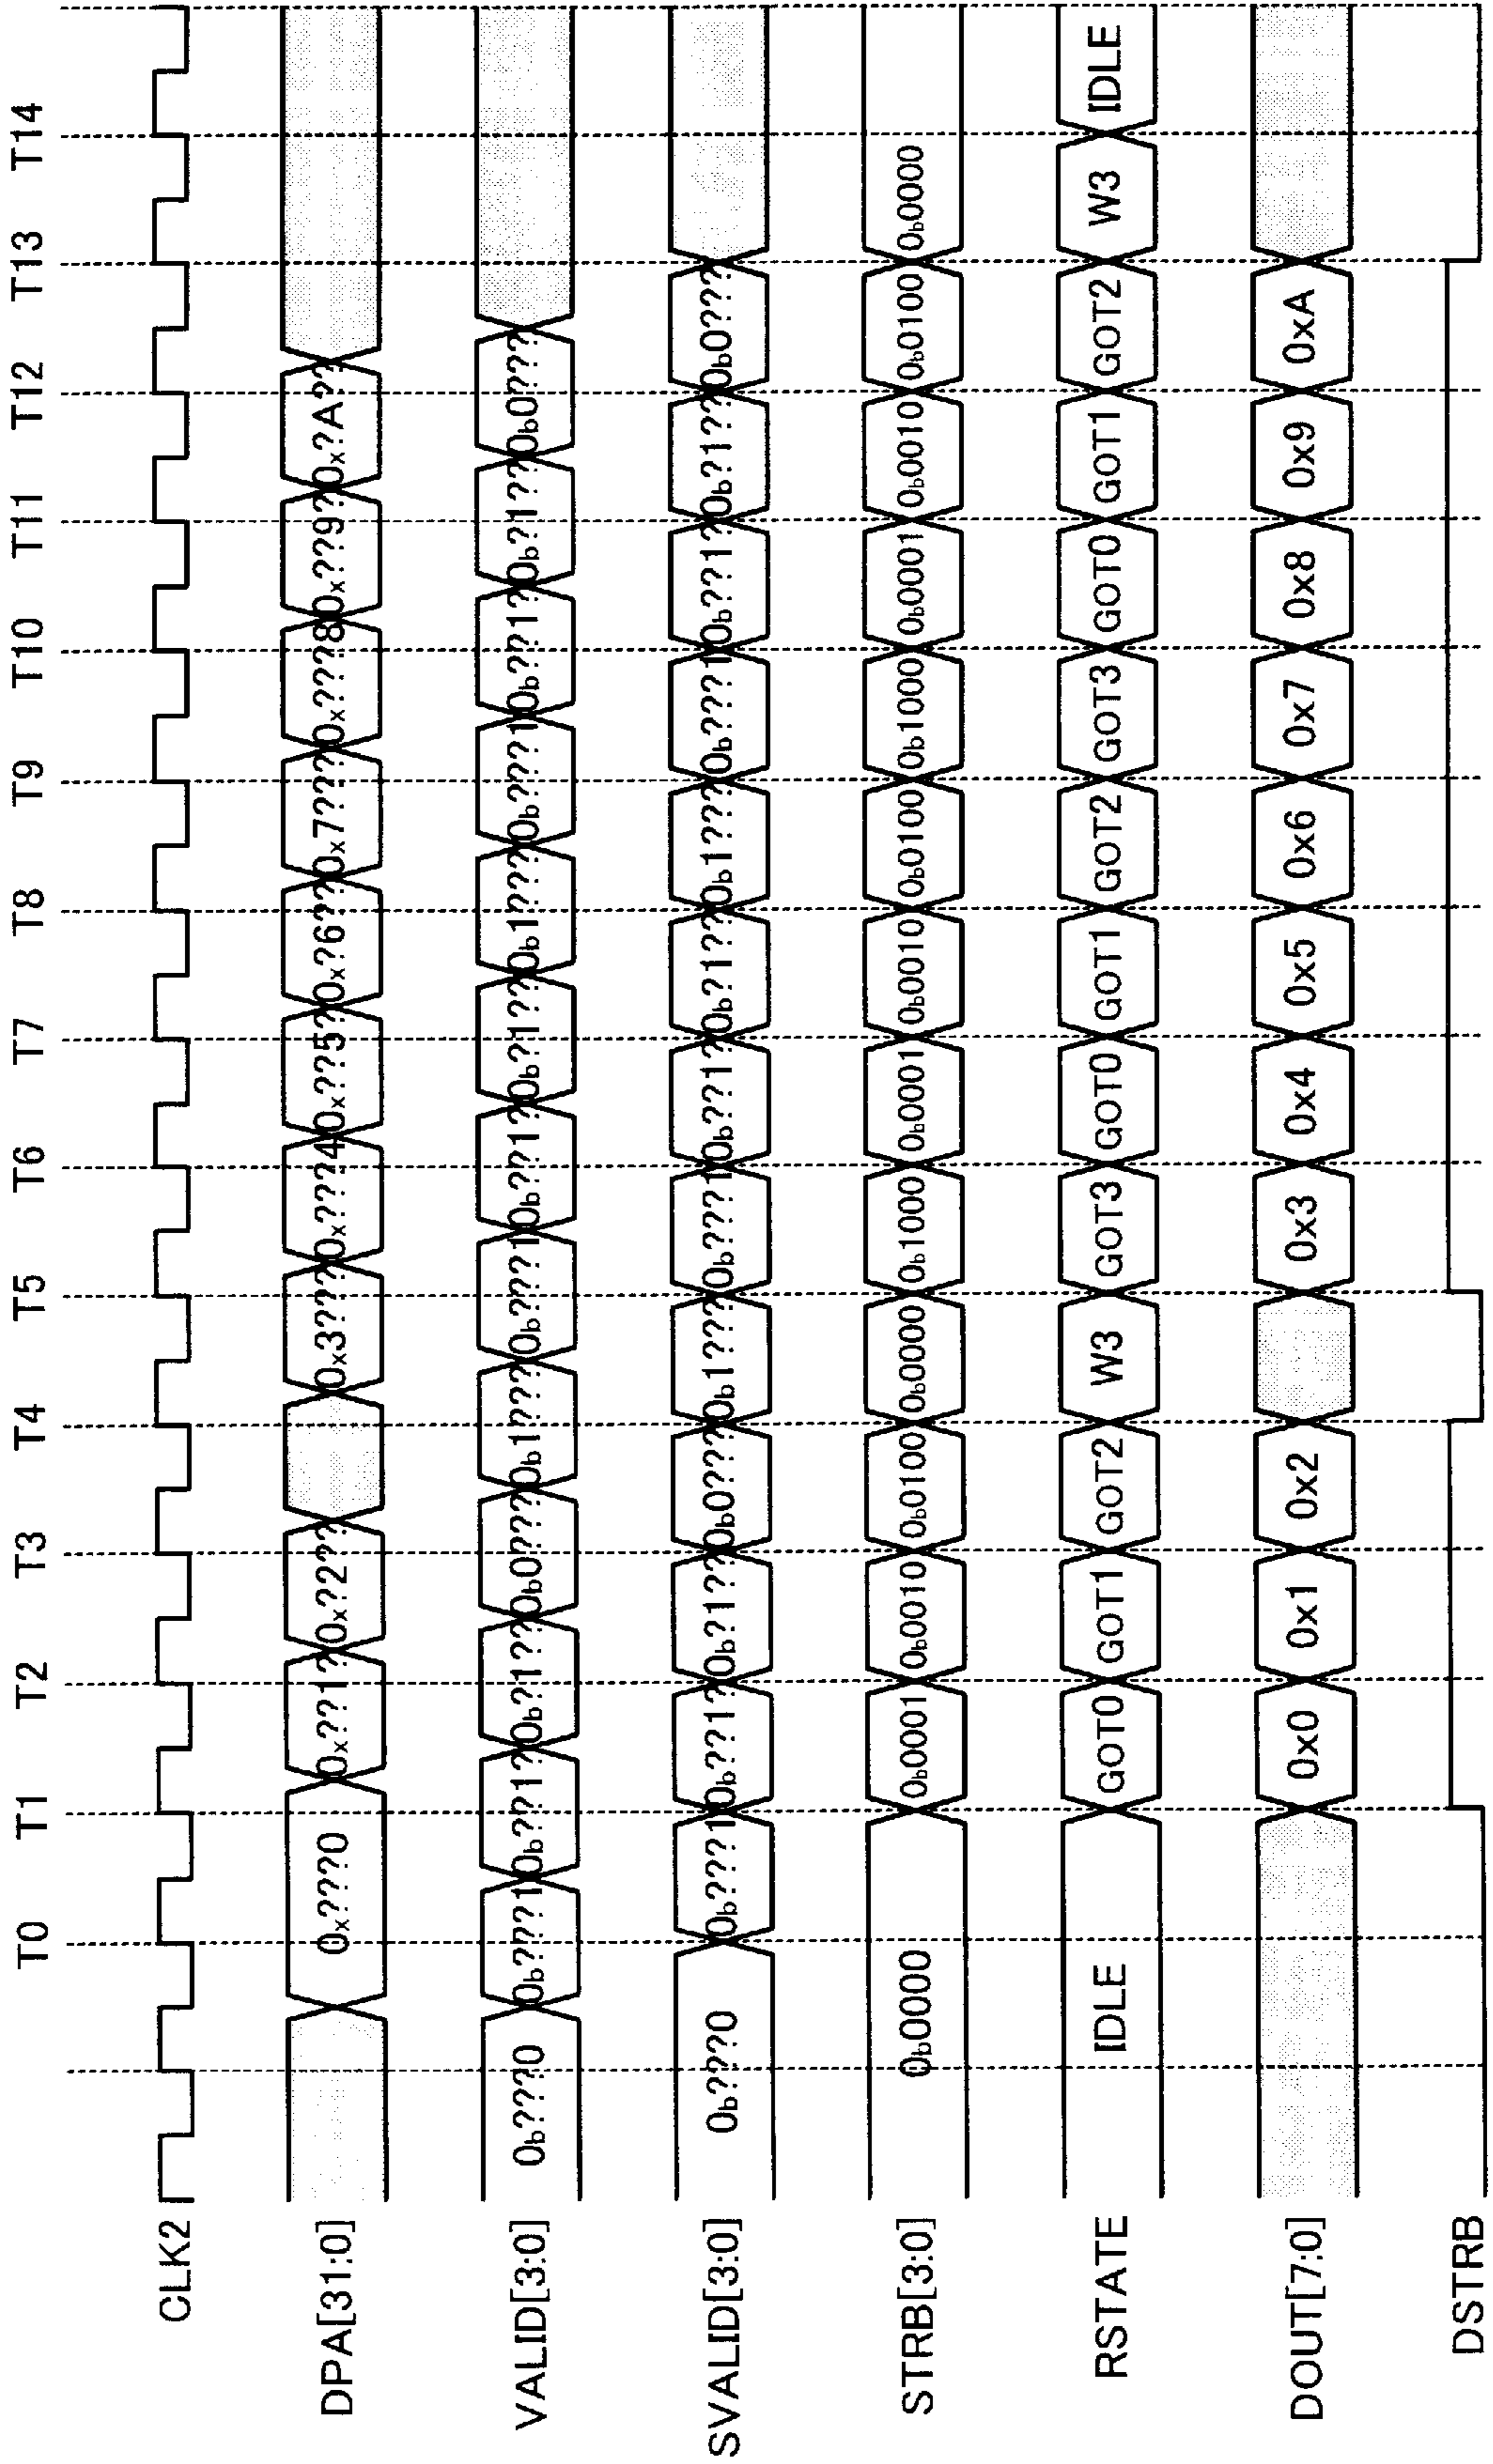 T0 T1 T2 T3 T4 T5 T6 T7 T8 T9 T10 T11 T12 T13 T14
CLK2
DPA[31:0] 0x???0 0x??1? 0x?2?? 0x3??? 0x???4 0x??5? 0x?6?? 0x7??? 0x???8 0x??9? 0x?A??
VALID[3:0] 0b???0 0b???1 0b??1? 0b?1?? 0b0??? 0b1??? 0b???1 0b??1? 0b?1?? 0b1??? 0b???1 0b??1? 0b?1?? 0b0???
SVALID[3:0] 0b???0 0b???1 0b??1? 0b?1?? 0b0??? 0b1??? 0b???1 0b??1? 0b?1?? 0b1??? 0b???1 0b??1? 0b?1?? 0b0???
STRB[3:0] 0b0000 0b0001 0b0010 0b0100 0b0000 0b1000 0b0001 0b0010 0b0100 0b1000 0b0001 0b0010 0b0100 0b0000
RSTATE IDLE GOT0 GOT1 GOT2 W3 GOT3 GOT0 GOT1 GOT2 GOT3 GOT0 GOT1 GOT2 W3 IDLE
DOUT[7:0] 0x0 0x1 0x2 0x3 0x4 0x5 0x6 0x7 0x8 0x9 0xA
DSTRB